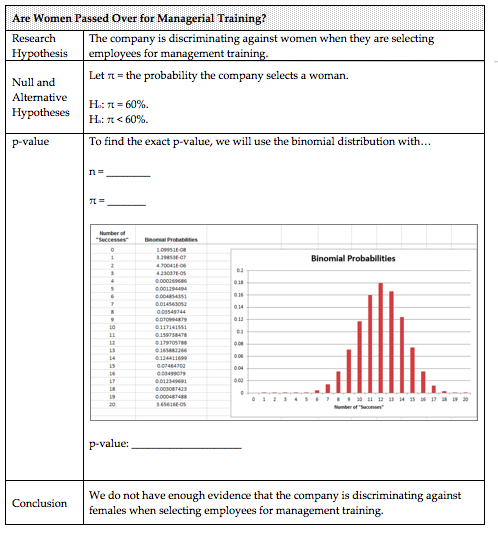 Are Women Passed Over for Managerial Training?
Research Hypothesis
The company is discriminating against women when they are selecting
employees for management training.
Null and
Alternative
Hypotheses
Let π = the probability the company selects a woman.
Hₒ: π = 60%.
Hₐ: π < 60%.
p-value
To find the exact p-value, we will use the binomial distribution with…
n = ________
π = ________
Number of
"Successes" Binomial Probabilities
0 1.09951E-08
1 3.29853E-07
2 4.70041E-06
3 4.23037E-05
4 0.000269686
5 0.001294494
6 0.004854351
7 0.014563052
8 0.03549744
9 0.070994879
10 0.117141551
11 0.159738478
12 0.179705788
13 0.165882266
14 0.124411699
15 0.07464702
16 0.03499079
17 0.012349691
18 0.003087423
19 0.000487488
20 3.65616E-05
Binomial Probabilities
0.2
0.18
0.16
0.14
0.12
0.1
0.08
0.06
0.04
0.02
0
0 1 2 3 4 5 6 7 8 9 10 11 12 13 14 15 16 17 18 19 20
Number of "Successes"
p-value: ____________________
Conclusion
We do not have enough evidence that the company is discriminating against
females when selecting employees for management training.